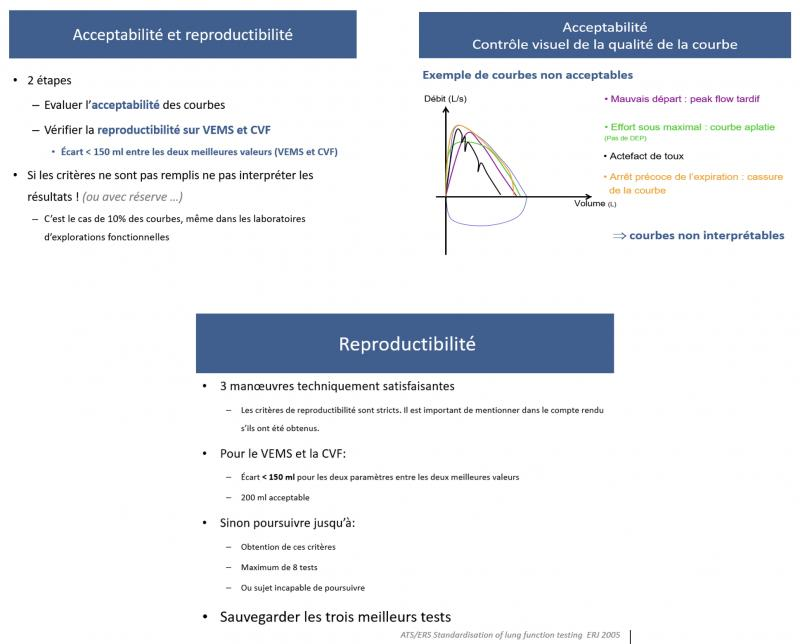 Acceptabilité et reproductibilité
• 2 étapes
– Evaluer l'acceptabilité des courbes
– Vérifier la reproductibilité sur VEMS et CVF
• Écart < 150 ml entre les deux meilleures valeurs (VEMS et CVF)
• Si les critères ne sont pas remplis ne pas interpréter les
résultats ! (ou avec réserve ...)
– C'est le cas de 10% des courbes, même dans les laboratoires
d'explorations fonctionnelles
Acceptabilité
Contrôle visuel de la qualité de la courbe
Exemple de courbes non acceptables
Débit (L/s)
Volume (L)
• Mauvais départ : peak flow tardif
• Effort sous maximal : courbe aplatie
(Pas de DEP)
• Actefact de toux
• Arrêt précoce de l'expiration : cassure
de la courbe
⇒ courbes non interprétables
Reproductibilité
• 3 manœuvres techniquement satisfaisantes
– Les critères de reproductibilité sont stricts. Il est important de mentionner dans le compte rendu
s'ils ont été obtenus.
• Pour le VEMS et la CVF:
– Écart < 150 ml pour les deux paramètres entre les deux meilleures valeurs
– 200 ml acceptable
• Sinon poursuivre jusqu'à:
– Obtention de ces critères
– Maximum de 8 tests
– Ou sujet incapable de poursuivre
• Sauvegarder les trois meilleurs tests
ATS/ERS Standardisation of lung function testing ERJ 2005